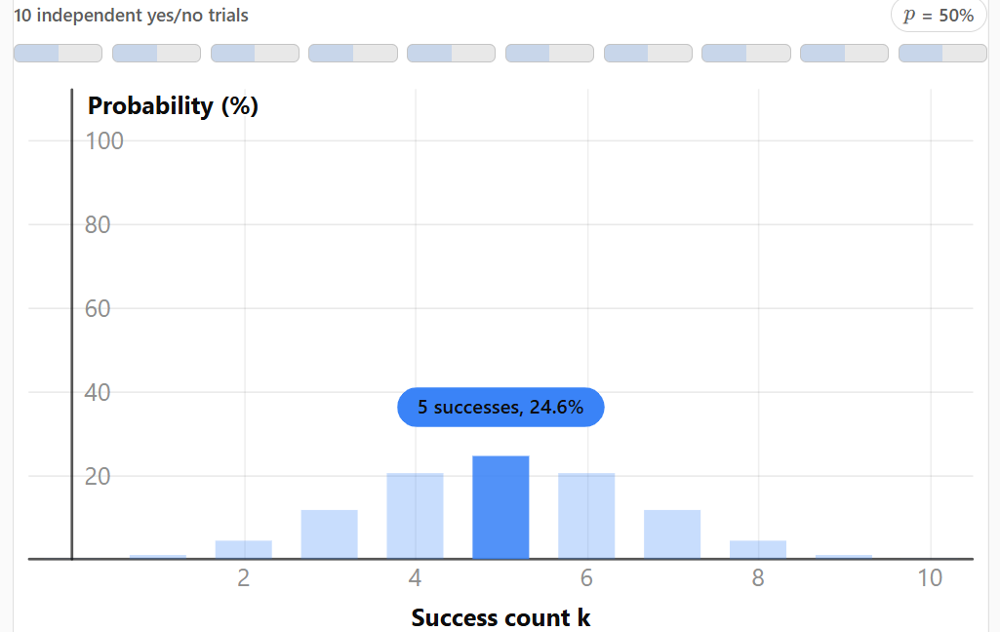 10 independent yes/no trials
p = 50%
Probability (%)
100
80
60
40
5 successes, 24.6%
20
2 4 6 8 10
Success count k